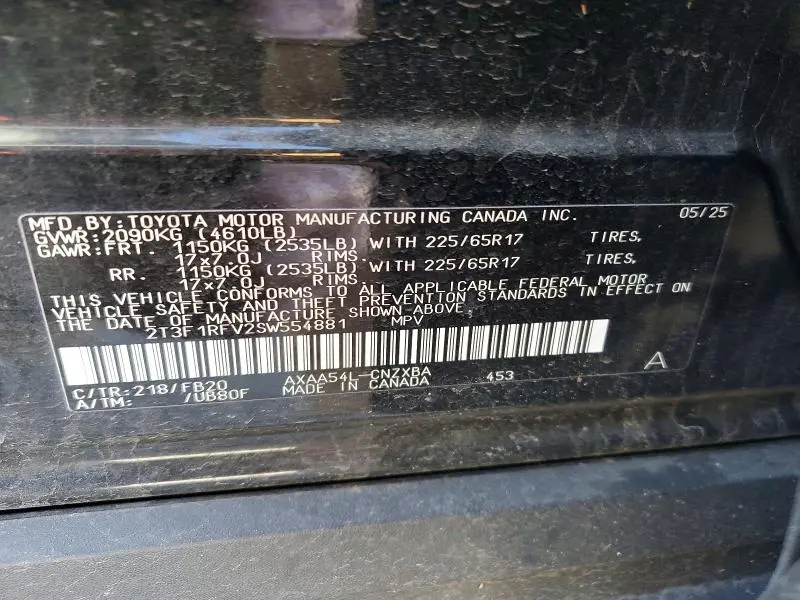 MFD. BY: TOYOTA MOTOR MANUFACTURING CANADA INC. 05/25
GVWR: 2090KG (4610LB)
GAWR: FRT. 1150KG (2535LB) WITH 225/65R17 TIRES,
17x7.0J RIMS.
RR. 1150KG (2535LB) WITH 225/65R17 TIRES,
17x7.0J RIMS.
THIS VEHICLE CONFORMS TO ALL APPLICABLE FEDERAL MOTOR
VEHICLE SAFETY AND THEFT PREVENTION STANDARDS IN EFFECT ON
THE DATE OF MANUFACTURE SHOWN ABOVE.
2T3F1RFV2SW554881 MPV
C/TR: 218/FB20 AXAA54L-CNZXBA 453 A
A/TM: /UB80F MADE IN CANADA